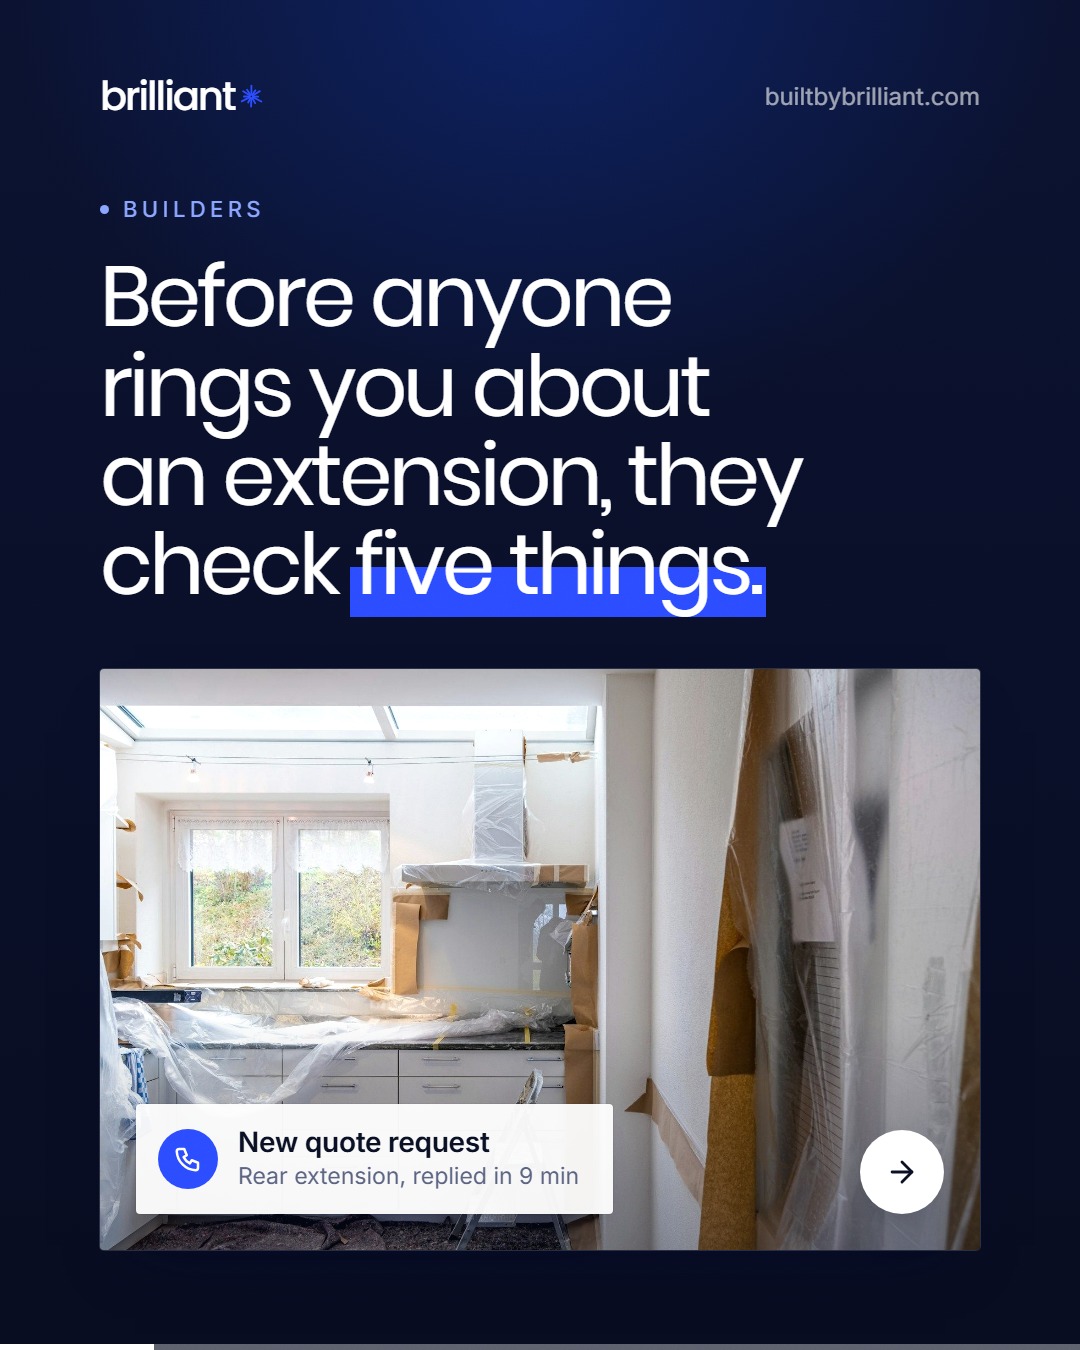 brilliant
builtbybrilliant.com
BUILDERS
Before anyone
rings you about
an extension, they
check five things.
New quote request
Rear extension, replied in 9 min